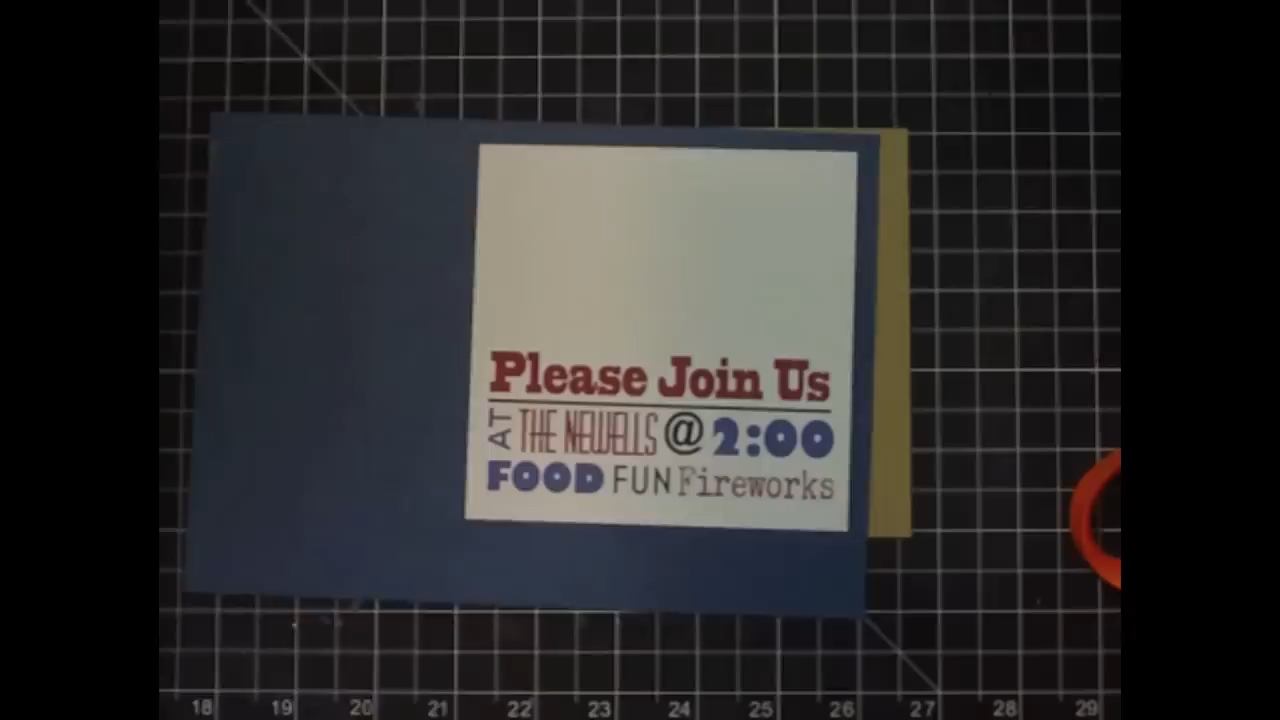 Please Join Us
AT THE NEWELLS @ 2:00
FOOD FUN Fireworks
18 19 20 21 22 23 24 25 26 27 28 29